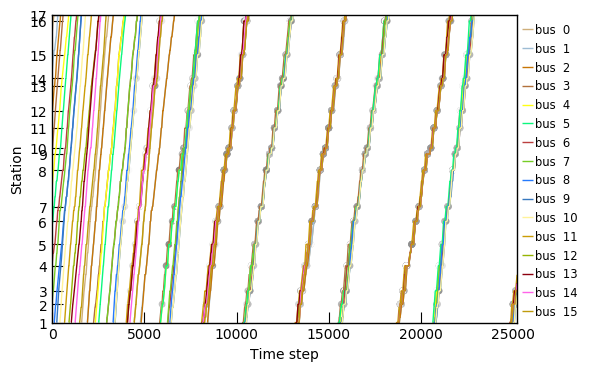 17
16
15
14
13
12
11
10
9
8
7
6
5
4
3
2
1
Station
0 5000 10000 15000 20000 25000
Time step
bus 0
bus 1
bus 2
bus 3
bus 4
bus 5
bus 6
bus 7
bus 8
bus 9
bus 10
bus 11
bus 12
bus 13
bus 14
bus 15